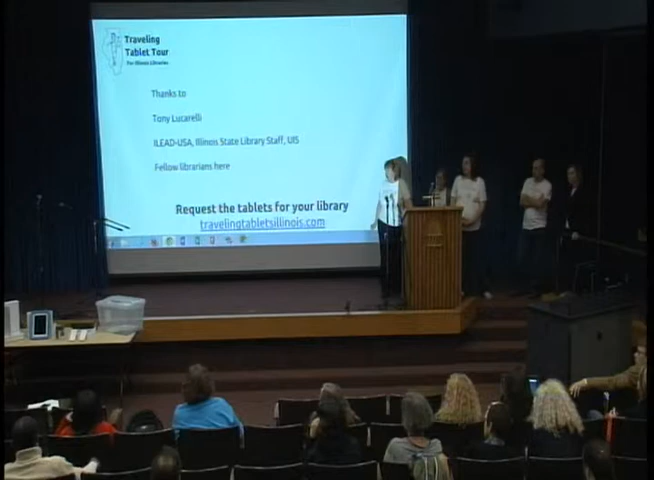 Traveling
Tablet Tour
For Illinois Libraries
Thanks to
Tony Lucarelli
ILEAD-USA, Illinois State Library Staff, UIS
Fellow librarians here
Request the tablets for your library
travelingtabletsillinois.com